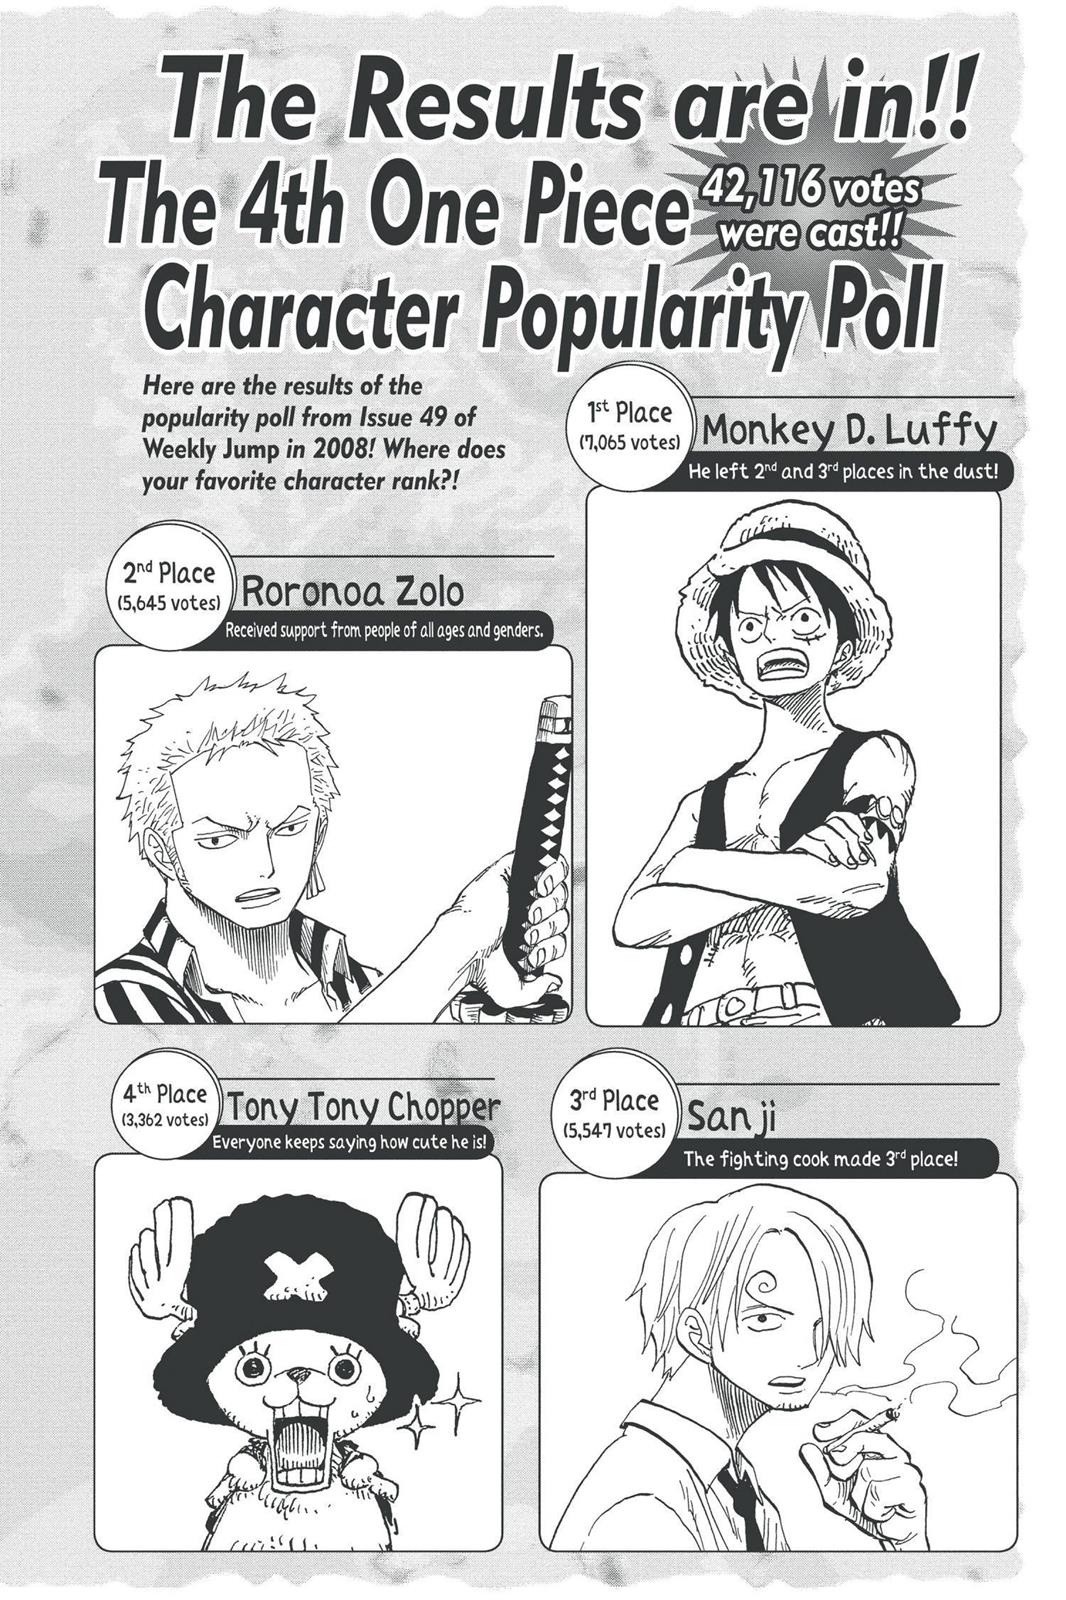 The Results are in!!
The 4th One Piece
Character Popularity Poll
42,116 votes
were cast!!
Here are the results of the
popularity poll from Issue 49 of
Weekly Jump in 2008! Where does
your favorite character rank?!
1st Place
(7,065 votes)
Monkey D. Luffy
He left 2nd and 3rd places in the dust!
2nd Place
(5,645 votes)
Roronoa Zolo
Received support from people of all ages and genders.
3rd Place
(5,547 votes)
Sanji
The fighting cook made 3rd place!
4th Place
(3,362 votes)
Tony Tony Chopper
Everyone keeps saying how cute he is!